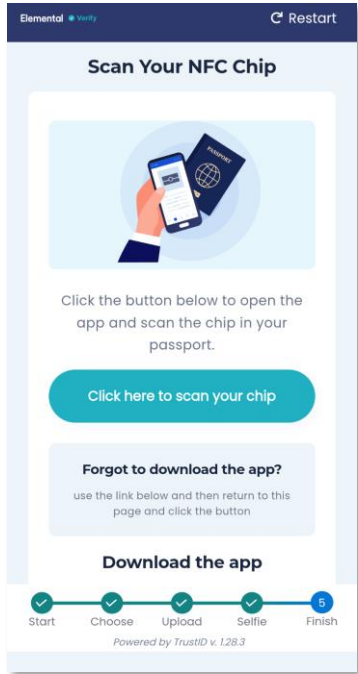 Elemental Verify Restart
Scan Your NFC Chip
PASSPORT
Click the button below to open the
app and scan the chip in your
passport.
Click here to scan your chip
Forgot to download the app?
use the link below and then return to this
page and click the button
Download the app
5
Start Choose Upload Selfie Finish
Powered by TrustID v. 1.28.3